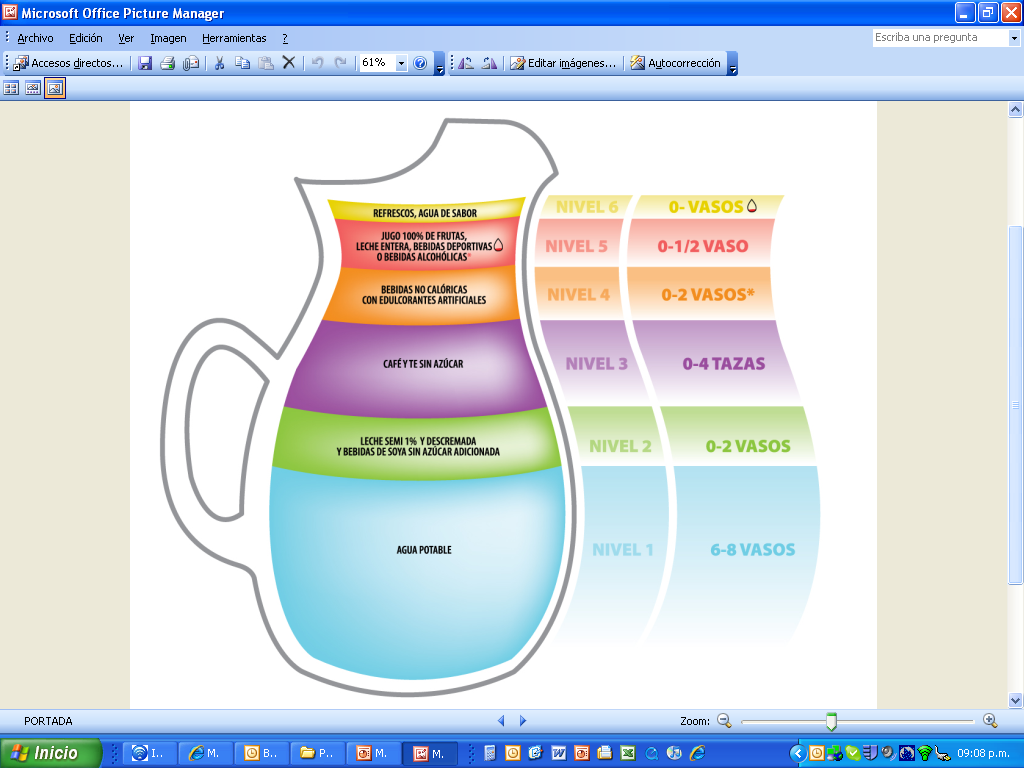 Microsoft Office Picture Manager
Archivo Edición Ver Imagen Herramientas ?
Escriba una pregunta
Accesos directos... 61% Editar imágenes... Autocorrección
REFRESCOS, AGUA DE SABOR
NIVEL 6 0- VASOS
JUGO 100% DE FRUTAS,
LECHE ENTERA, BEBIDAS DEPORTIVAS
O BEBIDAS ALCOHÓLICAS*
NIVEL 5 0-1/2 VASO
BEBIDAS NO CALÓRICAS
CON EDULCORANTES ARTIFICIALES
NIVEL 4 0-2 VASOS*
CAFÉ Y TE SIN AZÚCAR
NIVEL 3 0-4 TAZAS
LECHE SEMI 1% Y DESCREMADA
Y BEBIDAS DE SOYA SIN AZÚCAR ADICIONADA
NIVEL 2 0-2 VASOS
AGUA POTABLE
NIVEL 1 6-8 VASOS
PORTADA
Zoom:
Inicio I... M. B... P... M. M. 09:08 p.m.